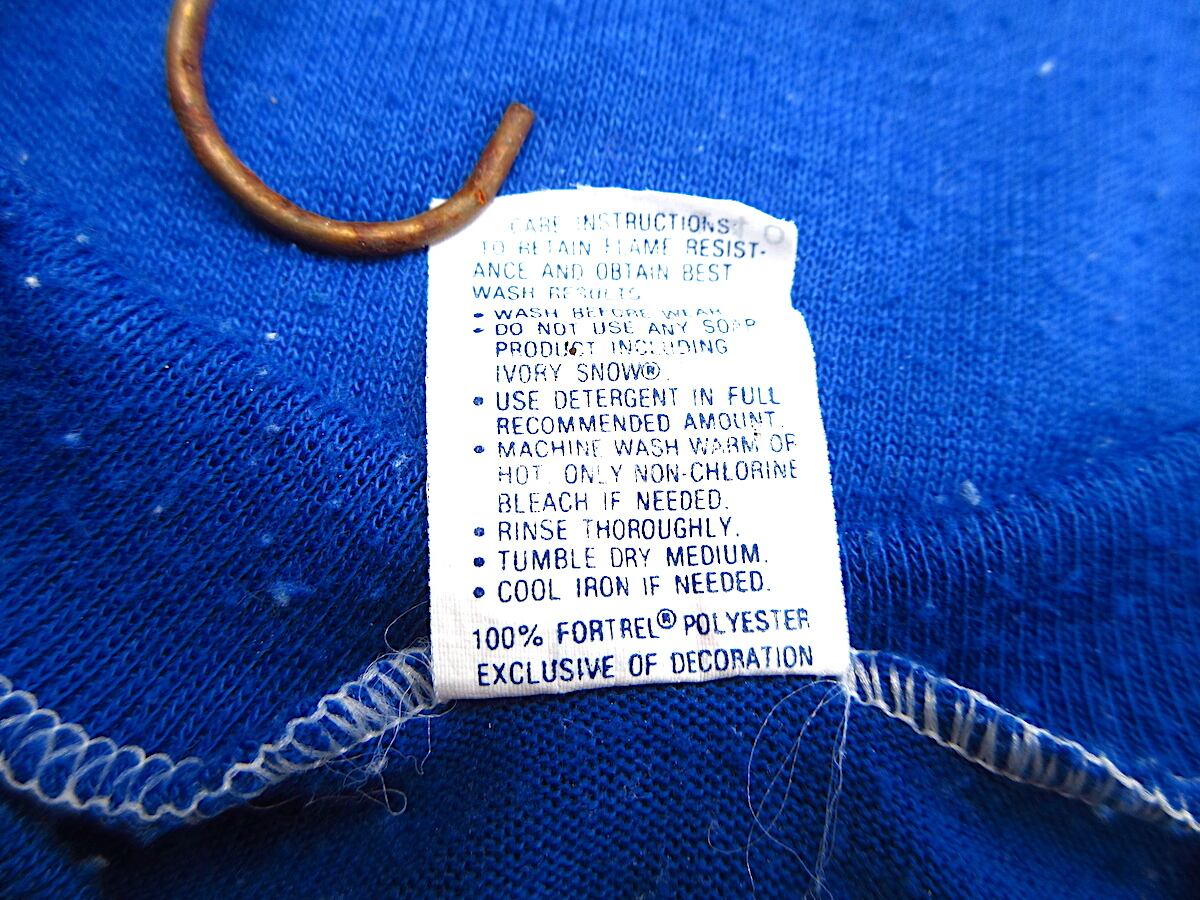 CARE INSTRUCTIONS:
TO RETAIN FLAME RESIST-
ANCE AND OBTAIN BEST
WASH RESULTS
• WASH BEFORE WEAR
• DO NOT USE ANY SOAP
PRODUCT INCLUDING
IVORY SNOW®.
• USE DETERGENT IN FULL
RECOMMENDED AMOUNT.
• MACHINE WASH WARM OR
HOT. ONLY NON-CHLORINE
BLEACH IF NEEDED.
• RINSE THOROUGHLY.
• TUMBLE DRY MEDIUM.
• COOL IRON IF NEEDED.
100% FORTREL® POLYESTER
EXCLUSIVE OF DECORATION